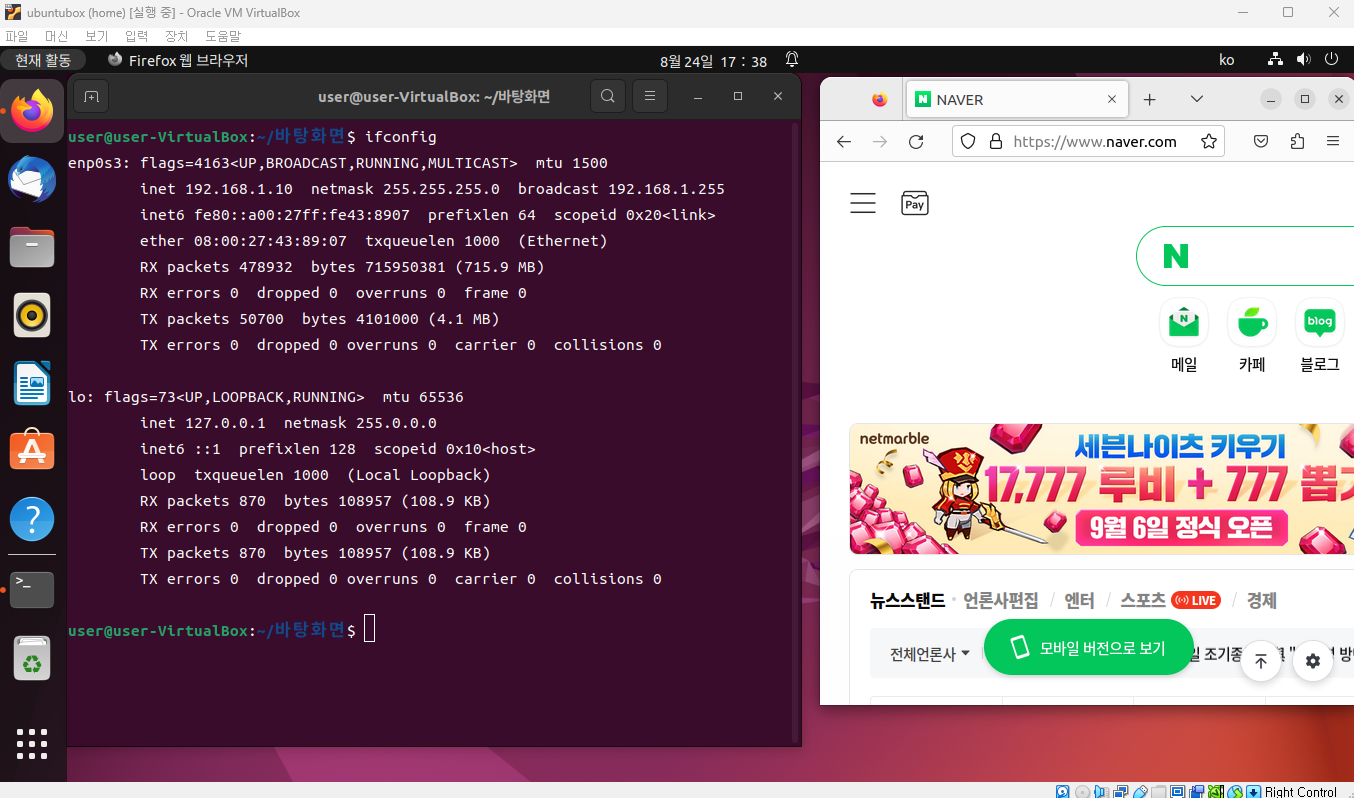 ubuntubox (home) [실행 중] - Oracle VM VirtualBox
파일 머신 보기 입력 장치 도움말
현재 활동 Firefox 웹 브라우저 8월 24일 17 : 38 ko
user@user-VirtualBox: ~/바탕화면
user@user-VirtualBox:~/바탕화면$ ifconfig
enp0s3: flags=4163<UP,BROADCAST,RUNNING,MULTICAST>  mtu 1500
        inet 192.168.1.10  netmask 255.255.255.0  broadcast 192.168.1.255
        inet6 fe80::a00:27ff:fe43:8907  prefixlen 64  scopeid 0x20<link>
        ether 08:00:27:43:89:07  txqueuelen 1000  (Ethernet)
        RX packets 478932  bytes 715950381 (715.9 MB)
        RX errors 0  dropped 0  overruns 0  frame 0
        TX packets 50700  bytes 4101000 (4.1 MB)
        TX errors 0  dropped 0 overruns 0  carrier 0  collisions 0
lo: flags=73<UP,LOOPBACK,RUNNING>  mtu 65536
        inet 127.0.0.1  netmask 255.0.0.0
        inet6 ::1  prefixlen 128  scopeid 0x10<host>
        loop  txqueuelen 1000  (Local Loopback)
        RX packets 870  bytes 108957 (108.9 KB)
        RX errors 0  dropped 0  overruns 0  frame 0
        TX packets 870  bytes 108957 (108.9 KB)
        TX errors 0  dropped 0 overruns 0  carrier 0  collisions 0
user@user-VirtualBox:~/바탕화면$
N NAVER
https://www.naver.com
Pay
N
N blog
메일 카페 블로그
netmarble
세븐나이츠 키우기
17,777 루비 + 777 뽑기
9월 6일 정식 오픈
뉴스스탠드 · 언론사편집 / 엔터 / 스포츠 LIVE / 경제
전체언론사
모바일 버전으로 보기
일 조기종
Right Control